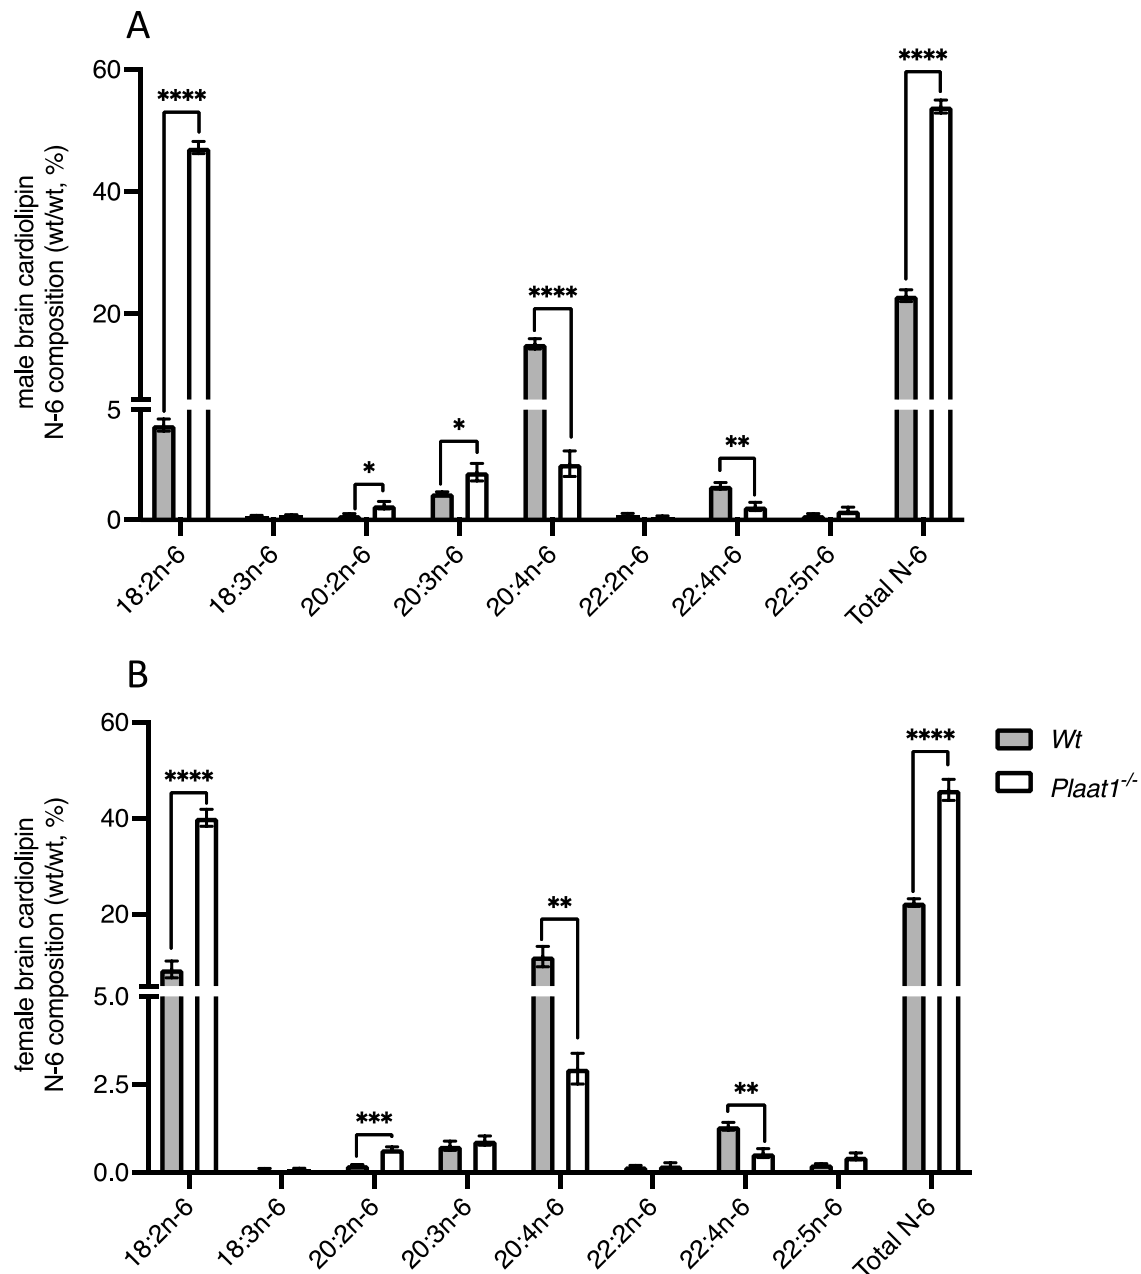 A
male brain cardiolipin
N-6 composition (wt/wt, %)
60
40
20
5
0
****
*
*
****
**
****
18:2n-6
18:3n-6
20:2n-6
20:3n-6
20:4n-6
22:2n-6
22:4n-6
22:5n-6
Total N-6
B
female brain cardiolipin
N-6 composition (wt/wt, %)
60
40
20
5.0
2.5
0.0
****
***
**
**
****
18:2n-6
18:3n-6
20:2n-6
20:3n-6
20:4n-6
22:2n-6
22:4n-6
22:5n-6
Total N-6
Wt
Plaat1-/-